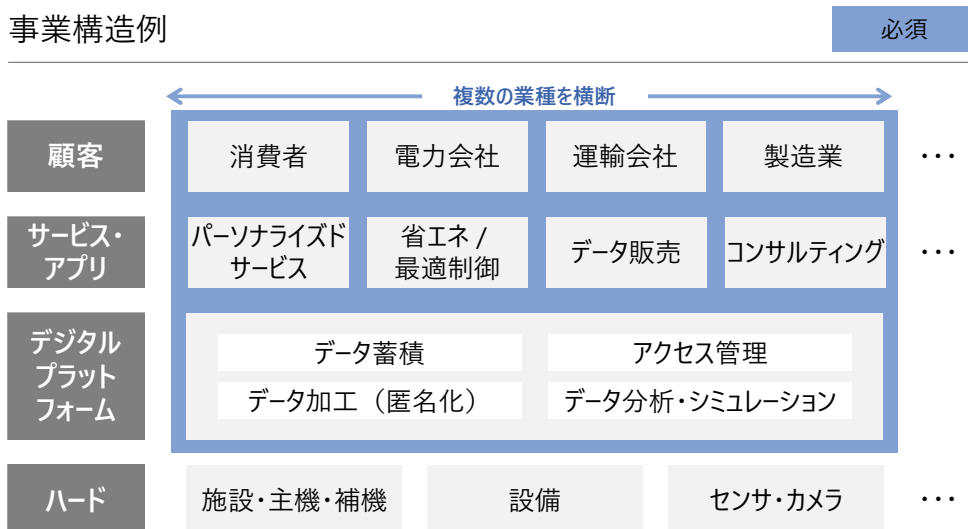 事業構造例
必須
複数の業種を横断
顧客
消費者
電力会社
運輸会社
製造業
・・・
サービス・
アプリ
パーソナライズド
サービス
省エネ /
最適制御
データ販売
コンサルティング
・・・
デジタル
プラット
フォーム
データ蓄積
アクセス管理
データ加工（匿名化）
データ分析・シミュレーション
ハード
施設・主機・補機
設備
センサ・カメラ
・・・